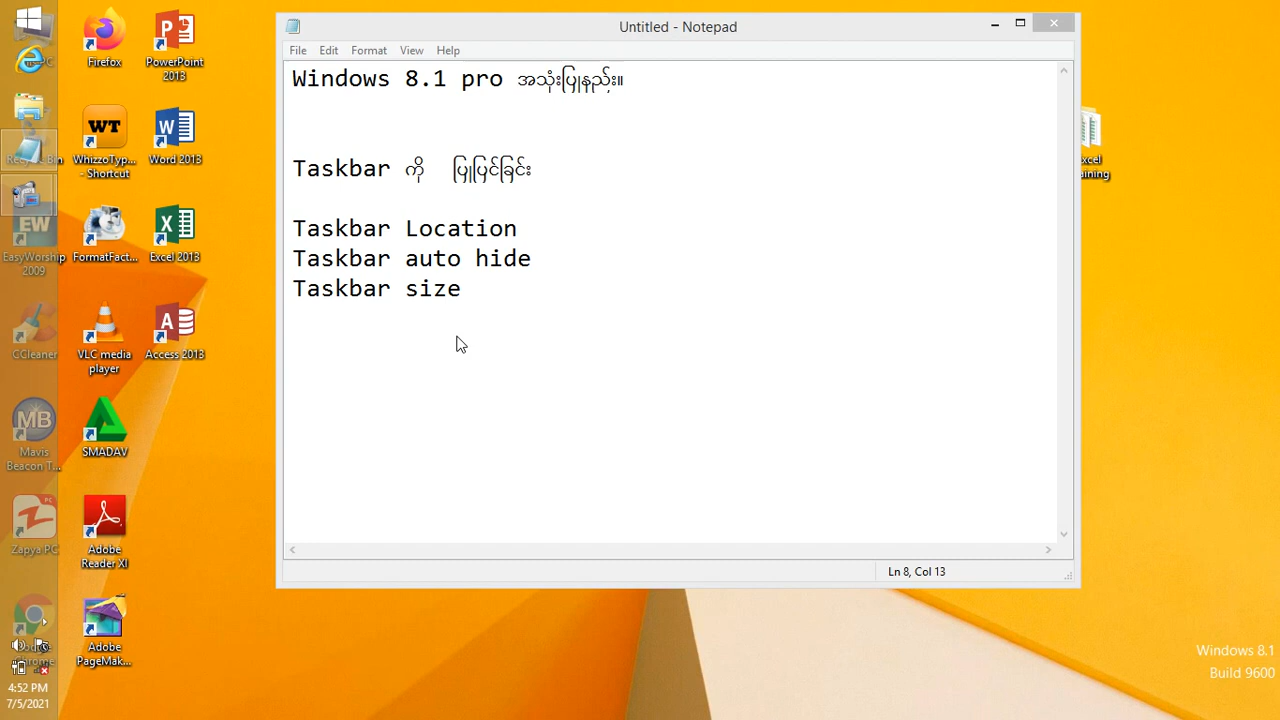 Untitled - Notepad
File Edit Format View Help
Windows 8.1 pro အသုံးပြုနည်း။
Taskbar ကို ပြုပြင်ခြင်း
Taskbar Location
Taskbar auto hide
Taskbar size
Ln 8, Col 13
Firefox
PowerPoint 2013
WhizzoTyp... - Shortcut
Word 2013
EW
EasyWorship 2009
FormatFact...
Excel 2013
CCleaner
VLC media player
Access 2013
MB
Mavis Beacon T...
SMADAV
Zapya PC
Adobe Reader XI
Adobe PageMak...
Chrome
4:52 PM
7/5/2021
Windows 8.1
Build 9600